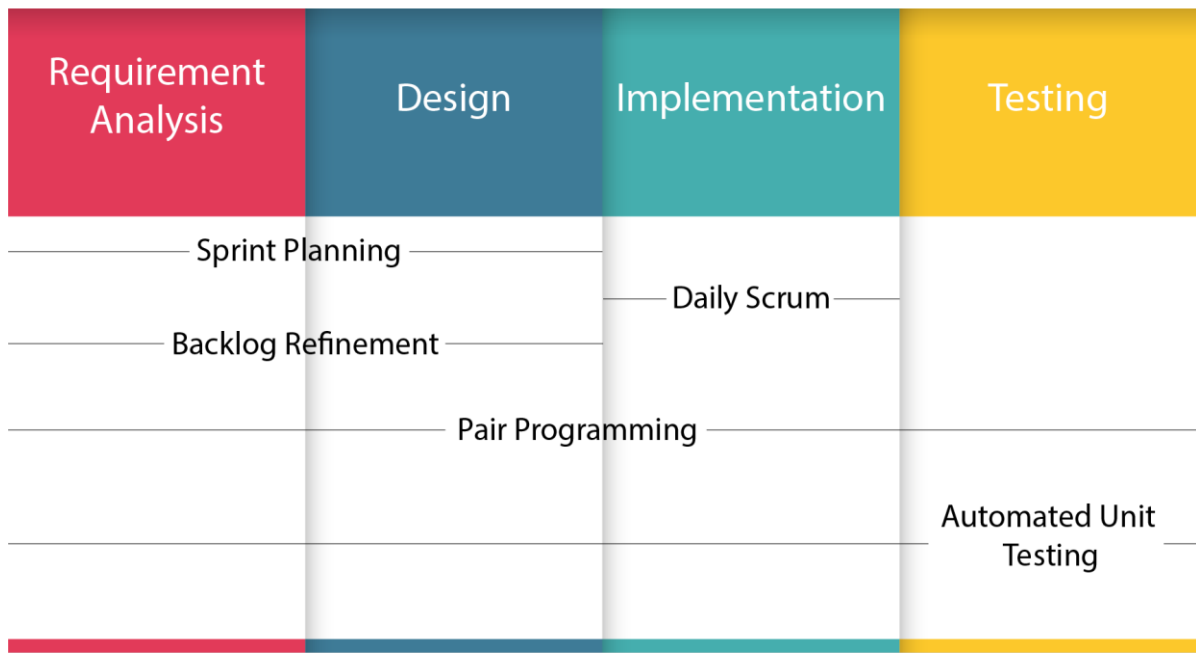 Requirement
Analysis
Design
Implementation
Testing
Sprint Planning
Daily Scrum
Backlog Refinement
Pair Programming
Automated Unit
Testing